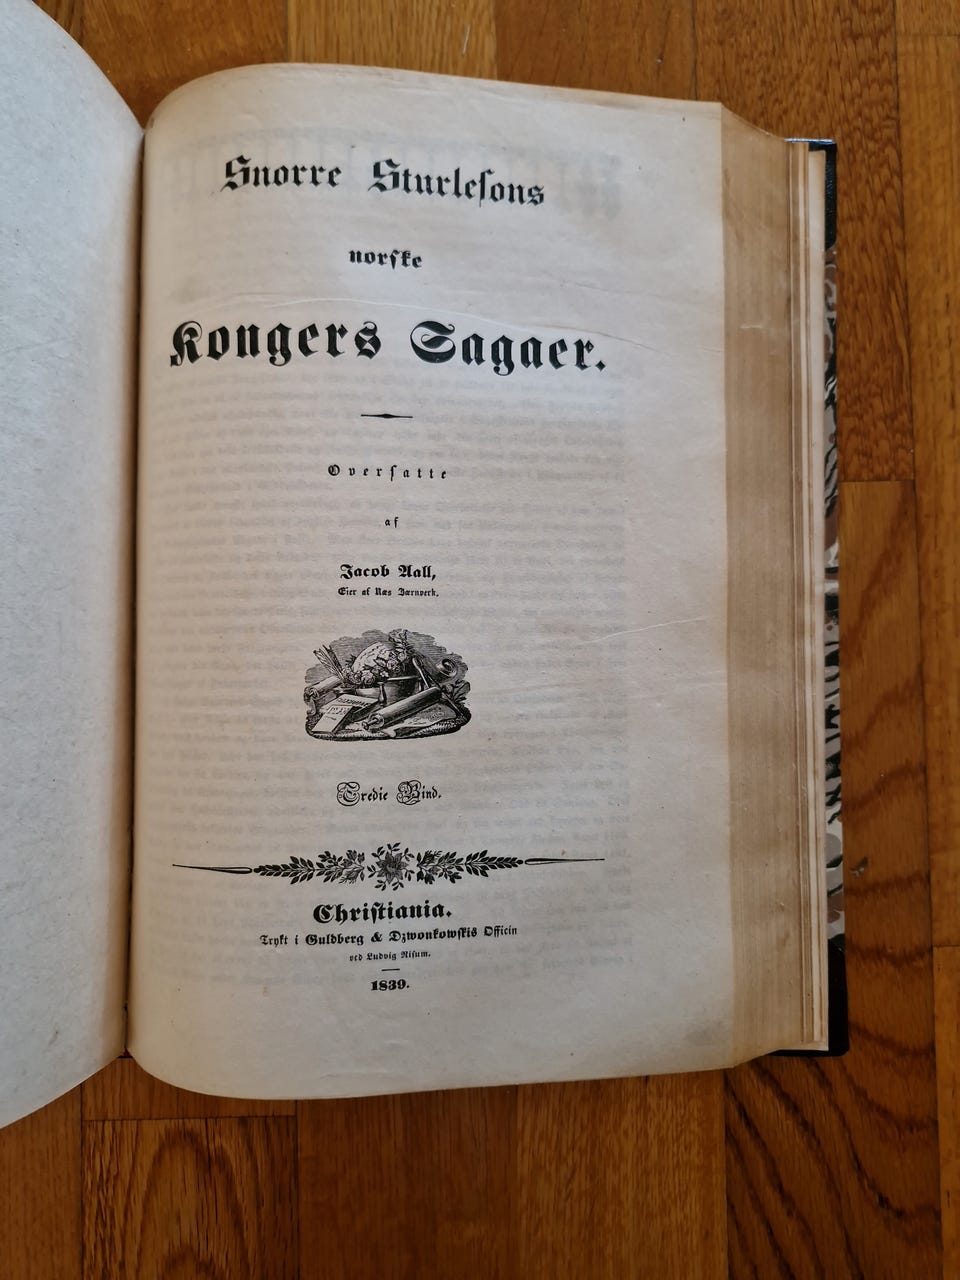 Snorre Sturlesons
norske
Kongers Sagaer.
Oversatte
af
Jacob Aall,
Eier af Næs Jærnverk.
Tredie Bind.
Christiania.
Trykt i Guldberg & Dzwonkowskis Officin
ved Ludvig Risum.
1839.